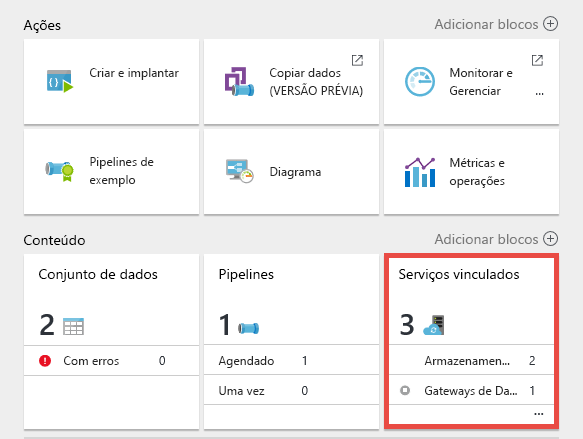 Ações
Adicionar blocos
Criar e implantar
Copiar dados
(VERSÃO PRÉVIA)
Monitorar e
Gerenciar
...
Pipelines de
exemplo
Diagrama
Métricas e
operações
Conteúdo
Adicionar blocos
Conjunto de dados
2
Com erros 0
Pipelines
1
Agendado 1
Uma vez 0
Serviços vinculados
3
Armazenamen... 2
Gateways de Da... 1
...